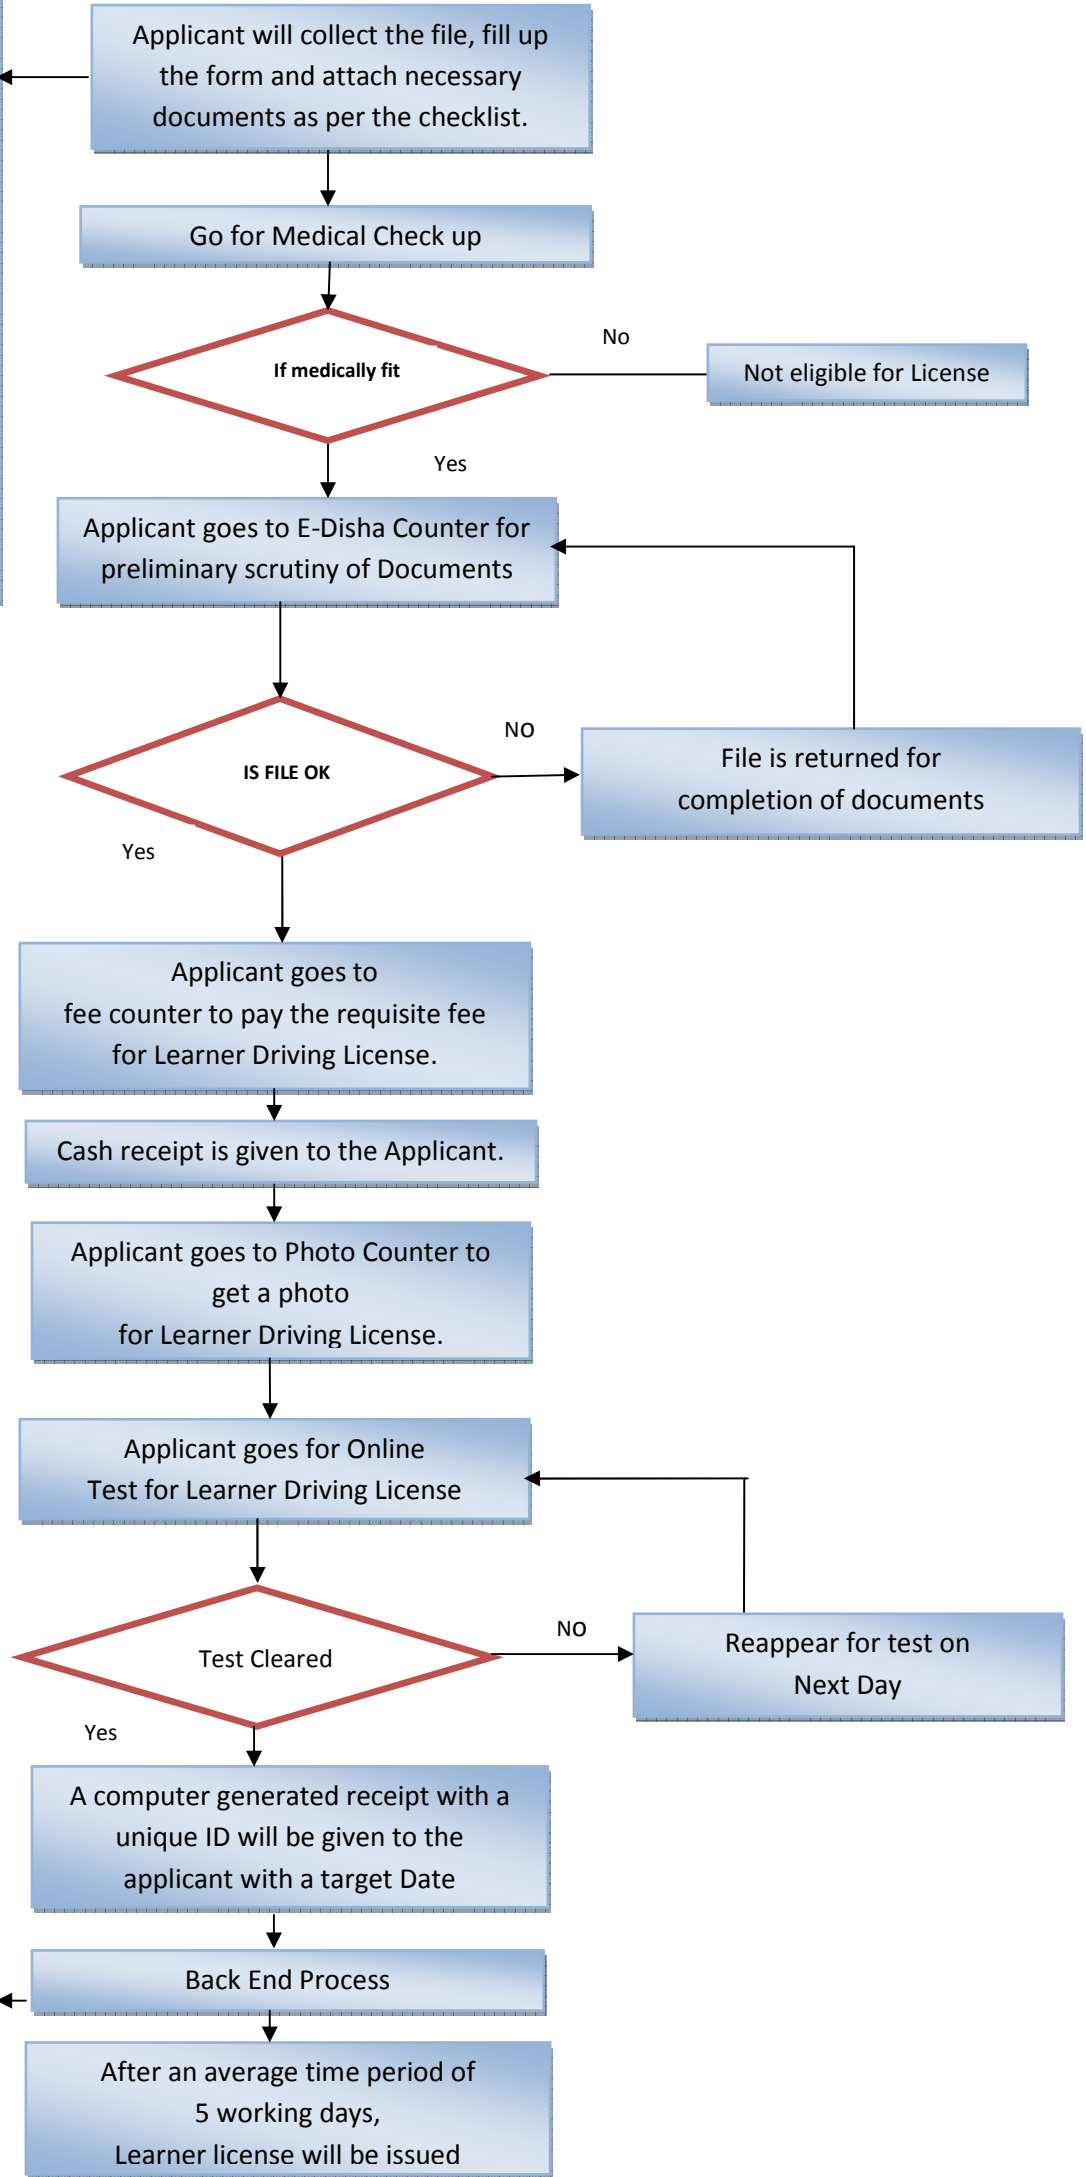 Applicant will collect the file, fill up
the form and attach necessary
documents as per the checklist.
Go for Medical Check up
If medically fit
No
Not eligible for License
Yes
Applicant goes to E-Disha Counter for
preliminary scrutiny of Documents
IS FILE OK
NO
File is returned for
completion of documents
Yes
Applicant goes to
fee counter to pay the requisite fee
for Learner Driving License.
Cash receipt is given to the Applicant.
Applicant goes to Photo Counter to
get a photo
for Learner Driving License.
Applicant goes for Online
Test for Learner Driving License
Test Cleared
NO
Reappear for test on
Next Day
Yes
A computer generated receipt with a
unique ID will be given to the
applicant with a target Date
Back End Process
After an average time period of
5 working days,
Learner license will be issued